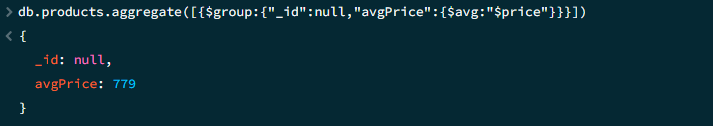 > db.products.aggregate([{$group:{"_id":null,"avgPrice":{$avg:"$price"}}}])
< {
_id: null,
avgPrice: 779
}